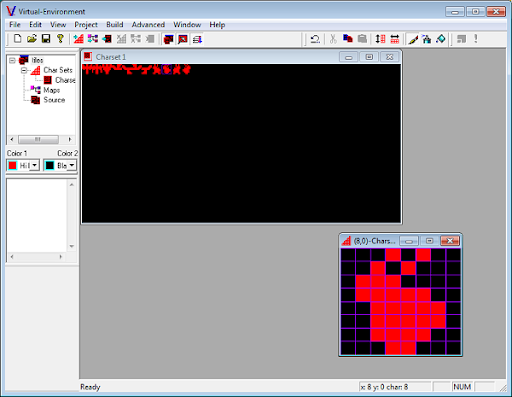 Virtual-Environment
File Edit View Project Build Advanced Window Help
tiles
Char Sets
Charse
Maps
Source
Color 1 Color 2
Hi Bla
Charset 1
(8,0)-Chars...
Ready x: 8 y: 0 char: 8 NUM